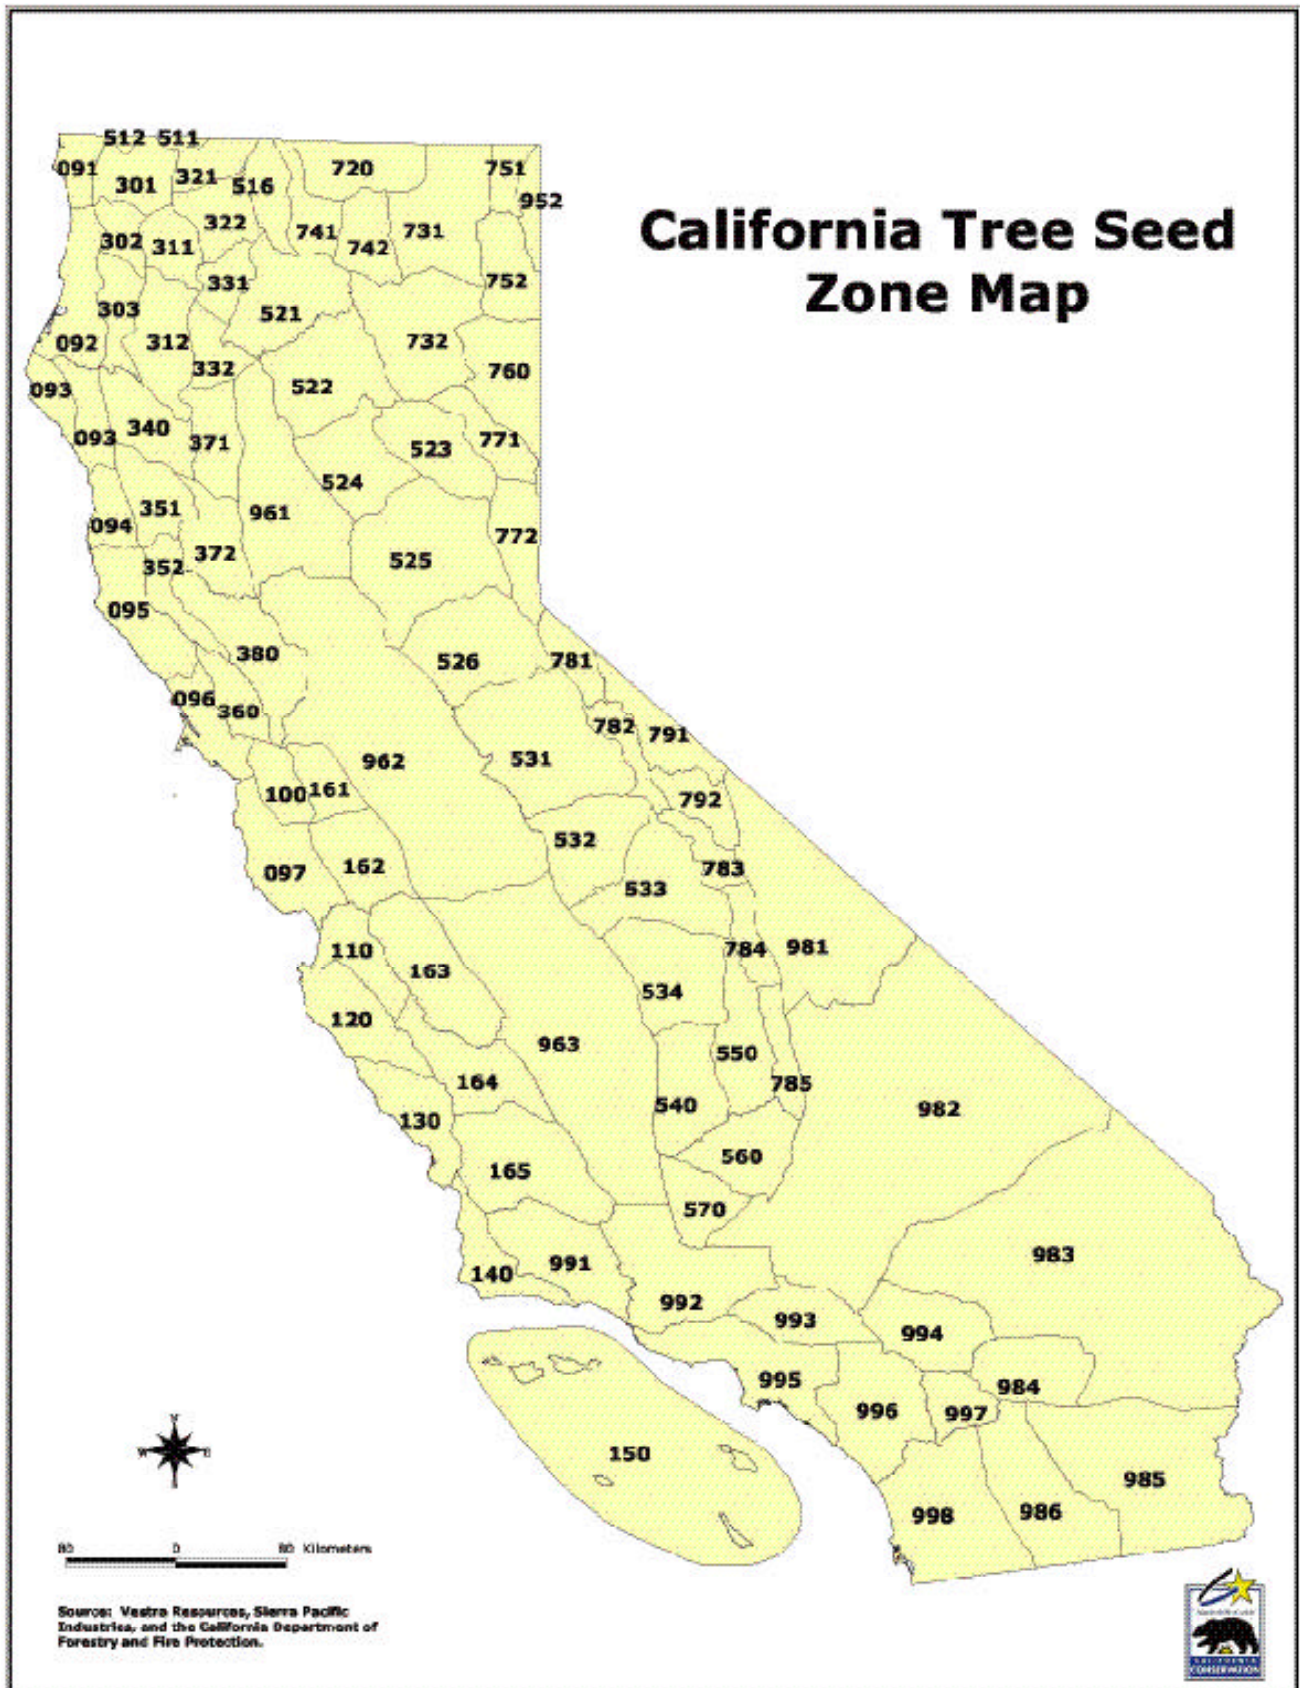 512 511
091 301 321 516 720 751
952
302 311 322 741 742 731
California Tree Seed
Zone Map
331 752
303 521
092 312 332 732
093 522 760
093 340 371 523 771
524
351 961
094 372 525 772
352
095
380 526 781
096 360 782 791
962 531
100 161 792
097 162 532 783
533
110 163 784 981
534
120 963
550
164 785
130 540 982
165 560
570
983
140 991
992 993 994
995 984
996 997
150
985
998 986
N
W E
S
80 0 80 Kilometers
Source: Vestra Resources, Sierra Pacific
Industries, and the California Department of
Forestry and Fire Protection.
CALIFORNIA
CONSERVATION